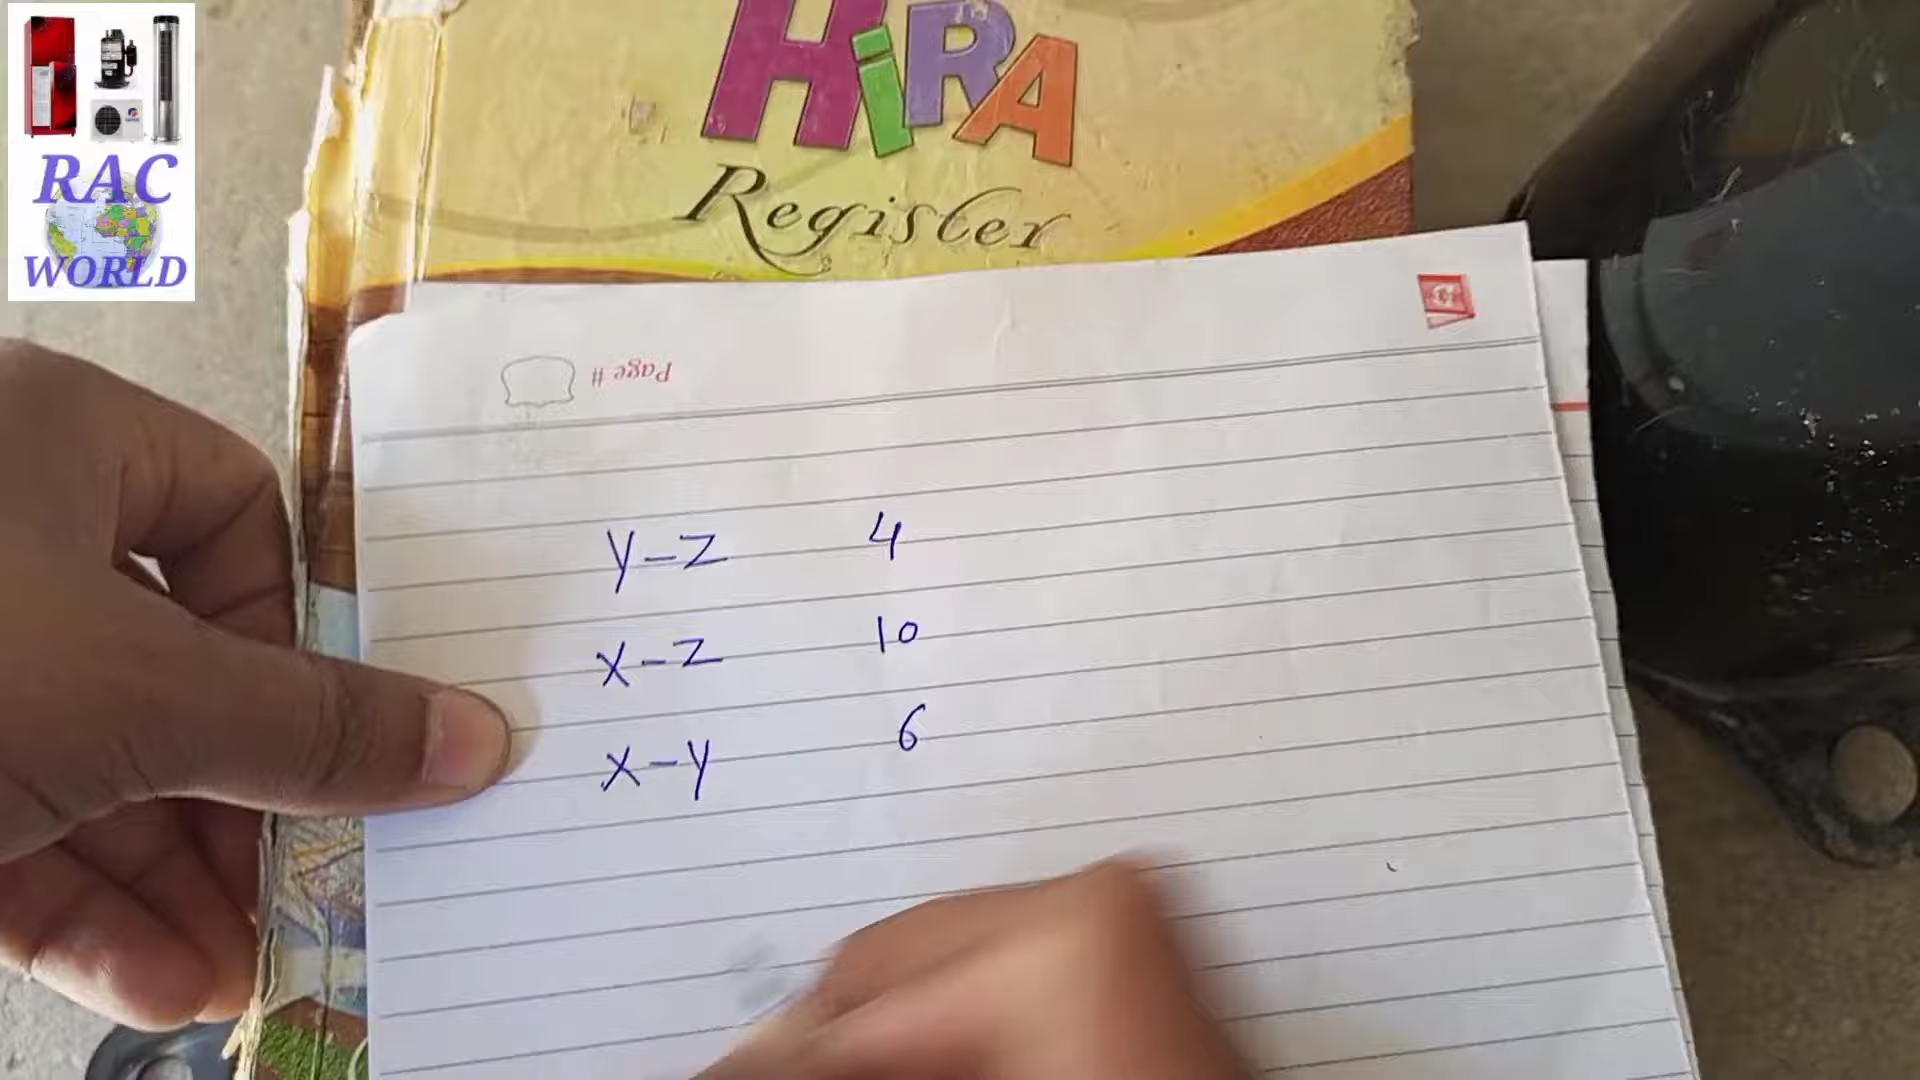 RAC
WORLD
HiRA
Register
Page #
y-z 4
x-z 10
x-y 6